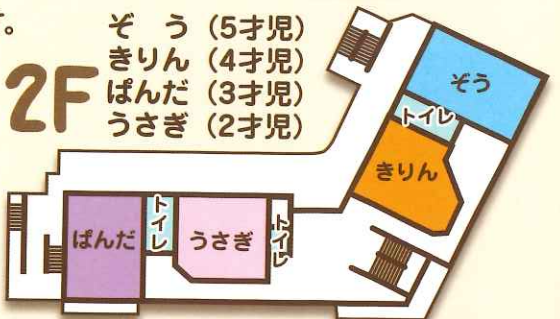 す。
2F
ぞう（5才児）
きりん（4才児）
ぱんだ（3才児）
うさぎ（2才児）
ぞう
トイレ
きりん
ぱんだ
トイレ
うさぎ
トイレ